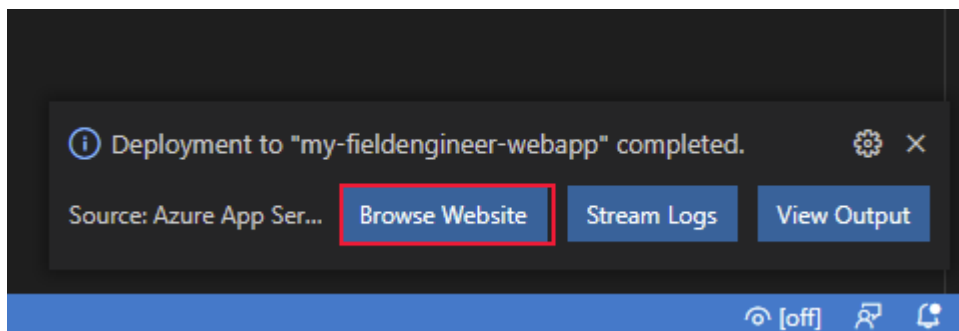 Deployment to "my-fieldengineer-webapp" completed.
Source: Azure App Ser... Browse Website Stream Logs View Output
[off]